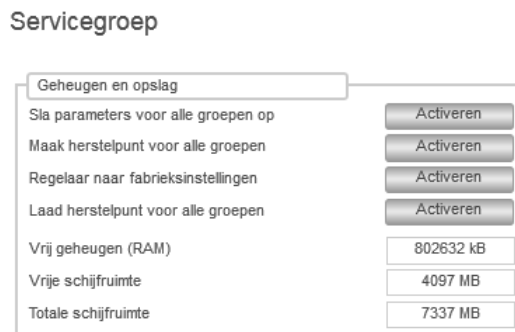 Servicegroep
Geheugen en opslag
Sla parameters voor alle groepen op Activeren
Maak herstelpunt voor alle groepen Activeren
Regelaar naar fabrieksinstellingen Activeren
Laad herstelpunt voor alle groepen Activeren
Vrij geheugen (RAM) 802632 kB
Vrije schijfruimte 4097 MB
Totale schijfruimte 7337 MB